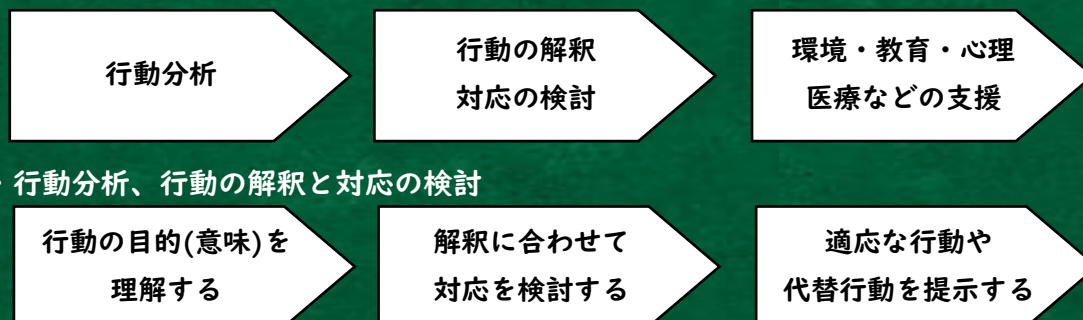 行動分析
行動の解釈
対応の検討
環境・教育・心理
医療などの支援
行動分析、行動の解釈と対応の検討
行動の目的(意味)を
理解する
解釈に合わせて
対応を検討する
適応な行動や
代替行動を提示する